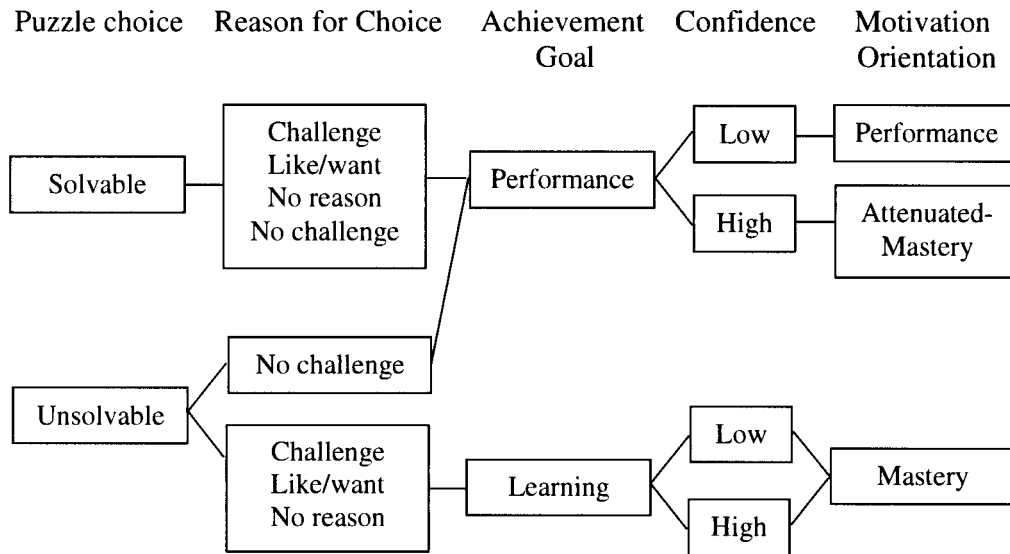 Puzzle choice
Reason for Choice
Achievement
Goal
Confidence
Motivation
Orientation
Solvable
Challenge
Like/want
No reason
No challenge
Performance
Low
Performance
High
Attenuated-
Mastery
Unsolvable
No challenge
Challenge
Like/want
No reason
Learning
Low
High
Mastery